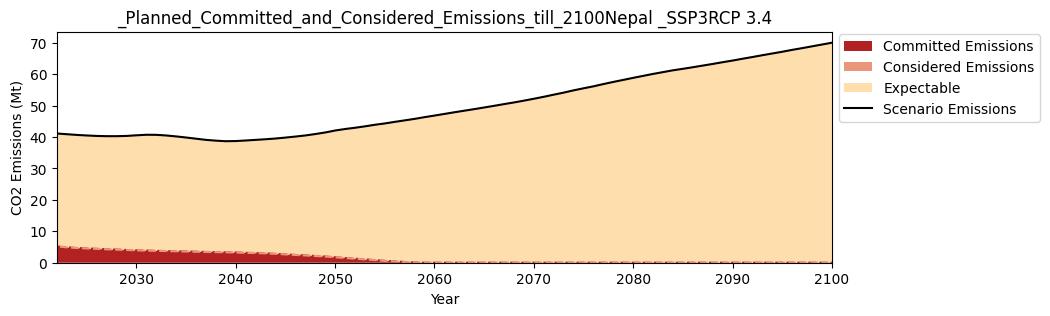 _Planned_Committed_and_Considered_Emissions_till_2100Nepal _SSP3RCP 3.4
CO2 Emissions (Mt)
70
60
50
40
30
20
10
0
2030
2040
2050
2060
2070
2080
2090
2100
Year
Committed Emissions
Considered Emissions
Expectable
Scenario Emissions